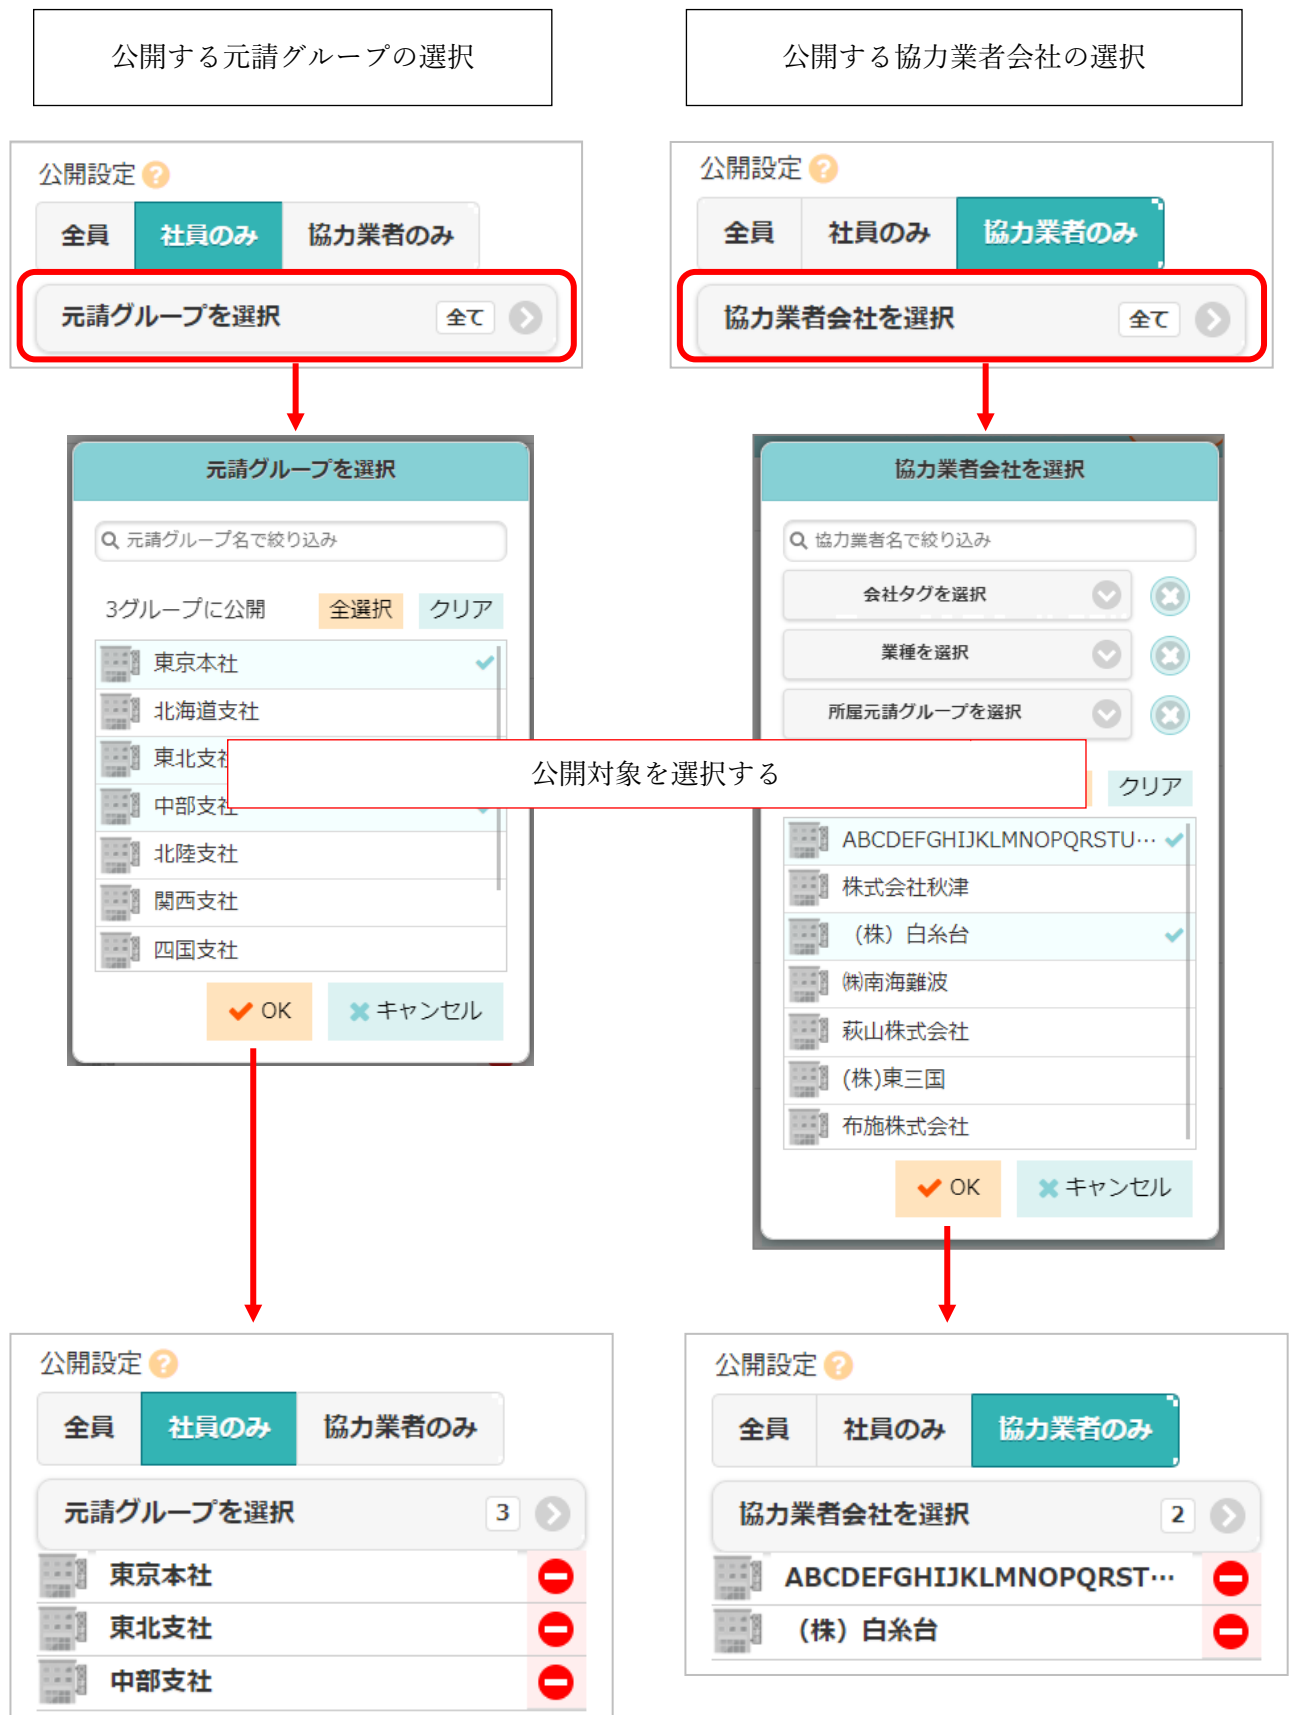 公開する元請グループの選択
公開設定 ?
全員 社員のみ 協力業者のみ
元請グループを選択 全て
元請グループを選択
元請グループ名で絞り込み
3グループに公開 全選択 クリア
東京本社
北海道支社
東北支社
中部支社
北陸支社
関西支社
四国支社
OK キャンセル
公開設定 ?
全員 社員のみ 協力業者のみ
元請グループを選択 3
東京本社
東北支社
中部支社
公開対象を選択する
公開する協力業者会社の選択
公開設定 ?
全員 社員のみ 協力業者のみ
協力業者会社を選択 全て
協力業者会社を選択
協力業者名で絞り込み
会社タグを選択
業種を選択
所属元請グループを選択
クリア
ABCDEFGHIJKLMNOPQRSTU…
株式会社秋津
（株）白糸台
㈱南海難波
萩山株式会社
(株)東三国
布施株式会社
OK キャンセル
公開設定 ?
全員 社員のみ 協力業者のみ
協力業者会社を選択 2
ABCDEFGHIJKLMNOPQRST…
（株）白糸台